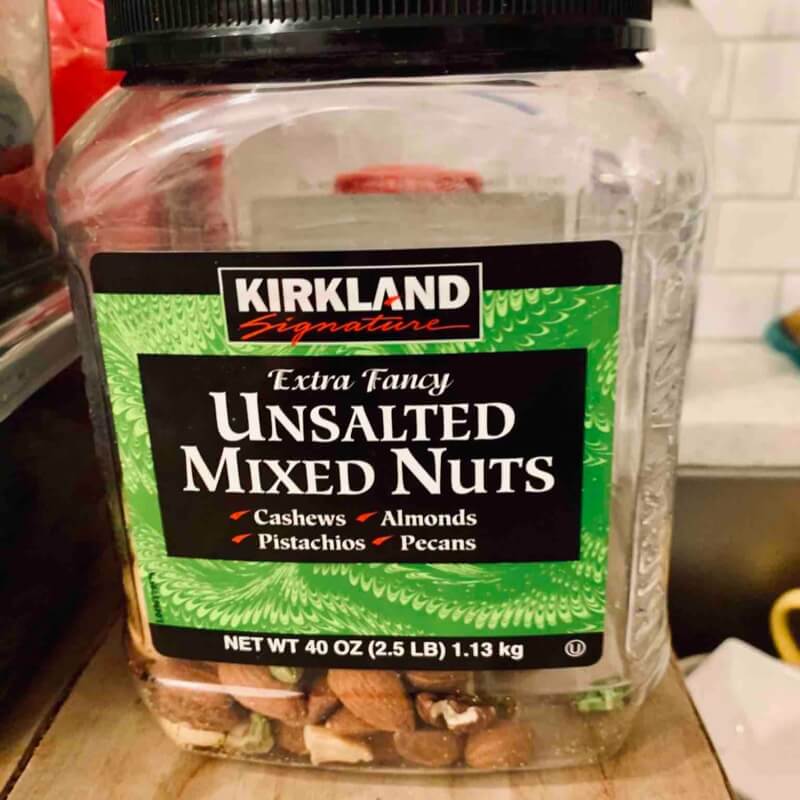 KIRKLAND
Signature
Extra Fancy
UNSALTED
MIXED NUTS
Cashews Almonds
Pistachios Pecans
NET WT 40 OZ (2.5 LB) 1.13 kg U